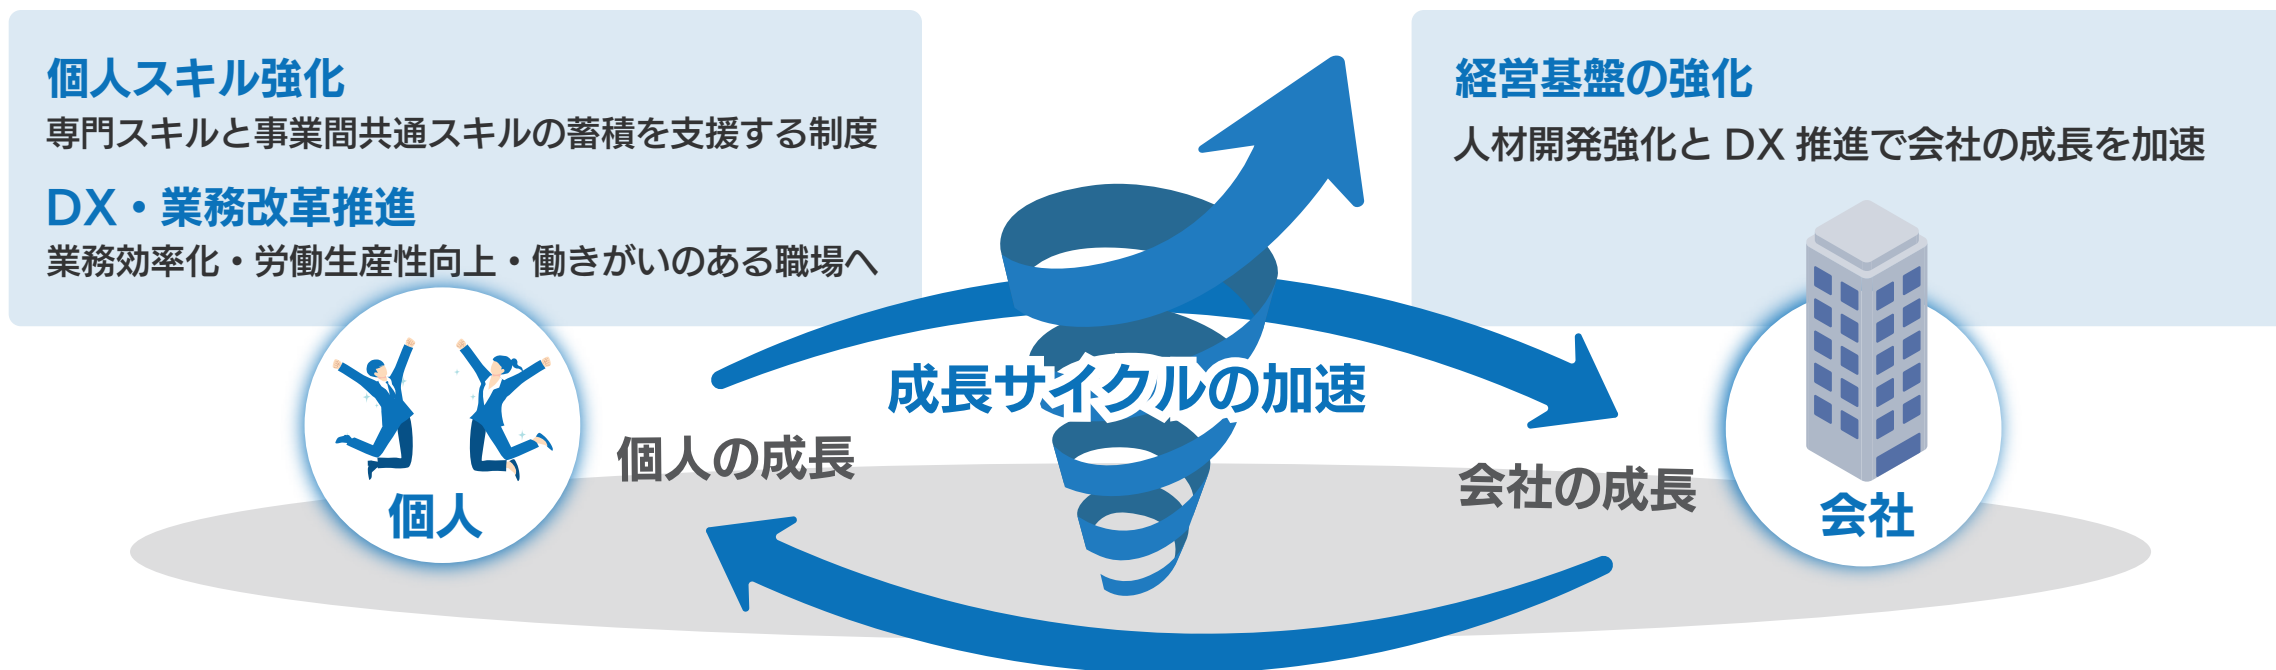 個人スキル強化
専門スキルと事業間共通スキルの蓄積を支援する制度
DX・業務改革推進
業務効率化・労働生産性向上・働きがいのある職場へ
経営基盤の強化
人材開発強化と DX 推進で会社の成長を加速
成長サイクルの加速
個人の成長
会社の成長
個人
会社